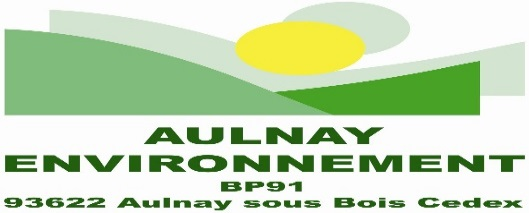 AULNAY
ENVIRONNEMENT
BP91
93622 Aulnay sous Bois Cedex